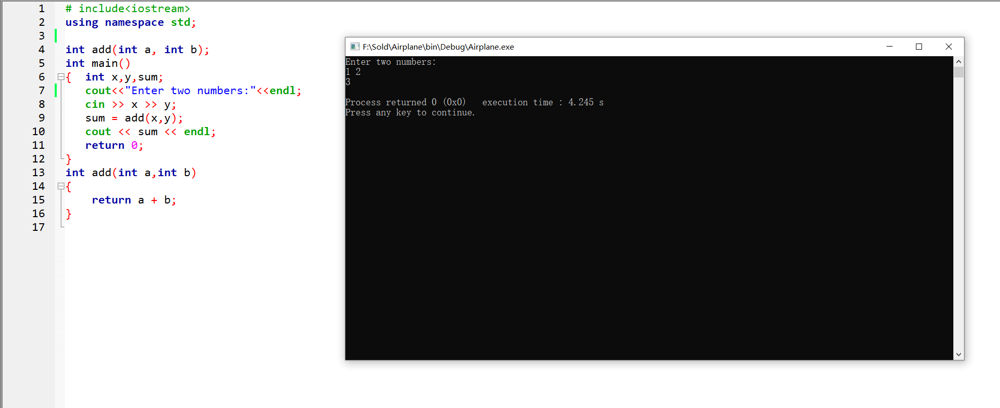 1 # include<iostream>
2 using namespace std;
3
4 int add(int a, int b);
5 int main()
6 { int x,y,sum;
7 cout<<"Enter two numbers:"<<endl;
8 cin >> x >> y;
9 sum = add(x,y);
10 cout << sum << endl;
11 return 0;
12 }
13 int add(int a,int b)
14 {
15 return a + b;
16 }
17
F:\Sold\Airplane\bin\Debug\Airplane.exe
Enter two numbers:
1 2
3
Process returned 0 (0x0) execution time : 4.245 s
Press any key to continue.